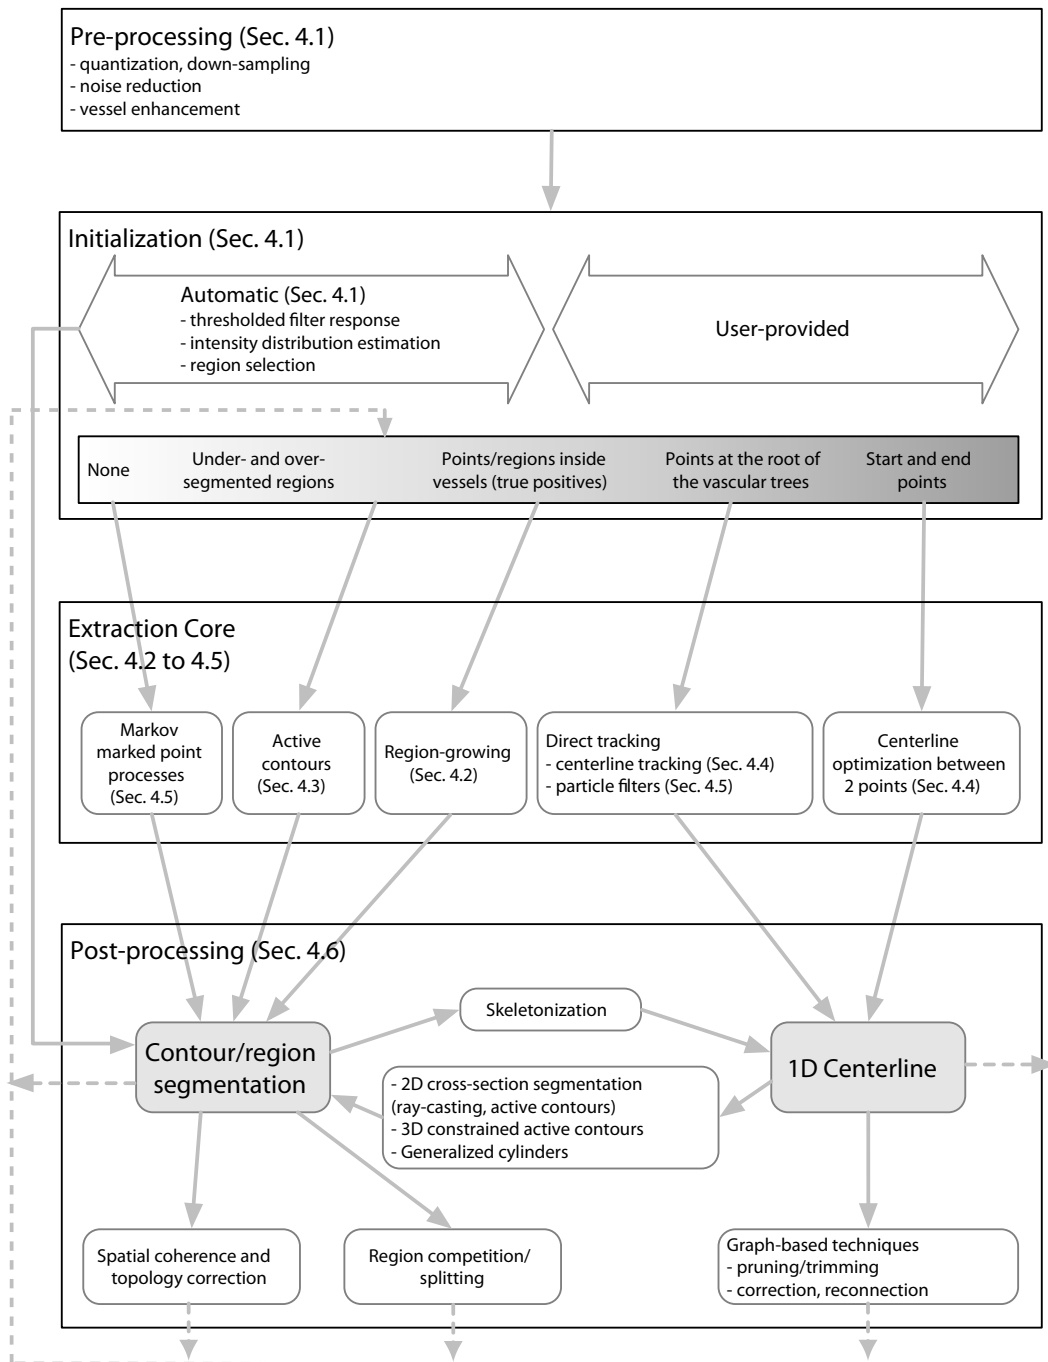 Pre-processing (Sec. 4.1)
- quantization, down-sampling
- noise reduction
- vessel enhancement
Initialization (Sec. 4.1)
Automatic (Sec. 4.1)
- thresholded filter response
- intensity distribution estimation
- region selection
User-provided
None
Under- and over-
segmented regions
Points/regions inside
vessels (true positives)
Points at the root of
the vascular trees
Start and end
points
Extraction Core
(Sec. 4.2 to 4.5)
Markov
marked point
processes
(Sec. 4.5)
Active
contours
(Sec. 4.3)
Region-growing
(Sec. 4.2)
Direct tracking
- centerline tracking (Sec. 4.4)
- particle filters (Sec. 4.5)
Centerline
optimization between
2 points (Sec. 4.4)
Post-processing (Sec. 4.6)
Skeletonization
Contour/region
segmentation
1D Centerline
- 2D cross-section segmentation
(ray-casting, active contours)
- 3D constrained active contours
- Generalized cylinders
Spatial coherence and
topology correction
Region competition/
splitting
Graph-based techniques
- pruning/trimming
- correction, reconnection